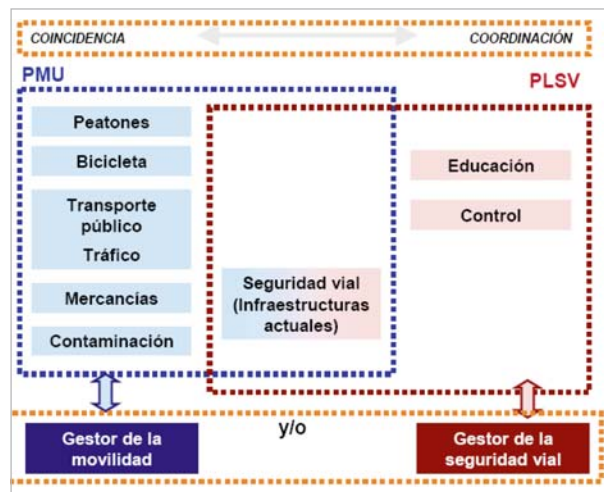 COINCIDENCIA
COORDINACIÓN
PMU
PLSV
Peatones
Bicicleta
Transporte
público
Tráfico
Mercancías
Contaminación
Seguridad vial
(Infraestructuras
actuales)
Educación
Control
Gestor de la
movilidad
y/o
Gestor de la
seguridad vial